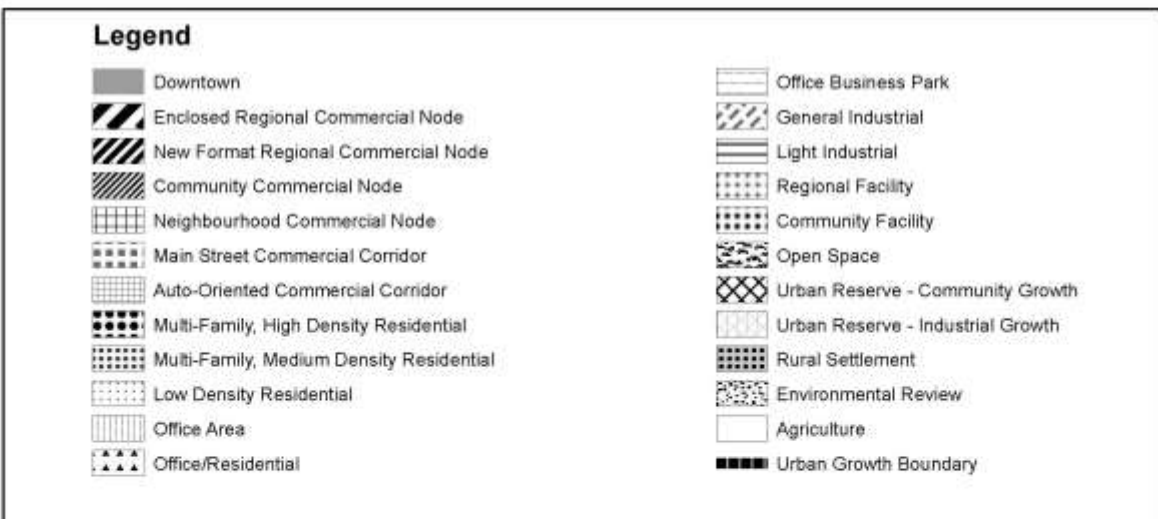 Legend
Downtown
Enclosed Regional Commercial Node
New Format Regional Commercial Node
Community Commercial Node
Neighbourhood Commercial Node
Main Street Commercial Corridor
Auto-Oriented Commercial Corridor
Multi-Family, High Density Residential
Multi-Family, Medium Density Residential
Low Density Residential
Office Area
Office/Residential
Office Business Park
General Industrial
Light Industrial
Regional Facility
Community Facility
Open Space
Urban Reserve - Community Growth
Urban Reserve - Industrial Growth
Rural Settlement
Environmental Review
Agriculture
Urban Growth Boundary